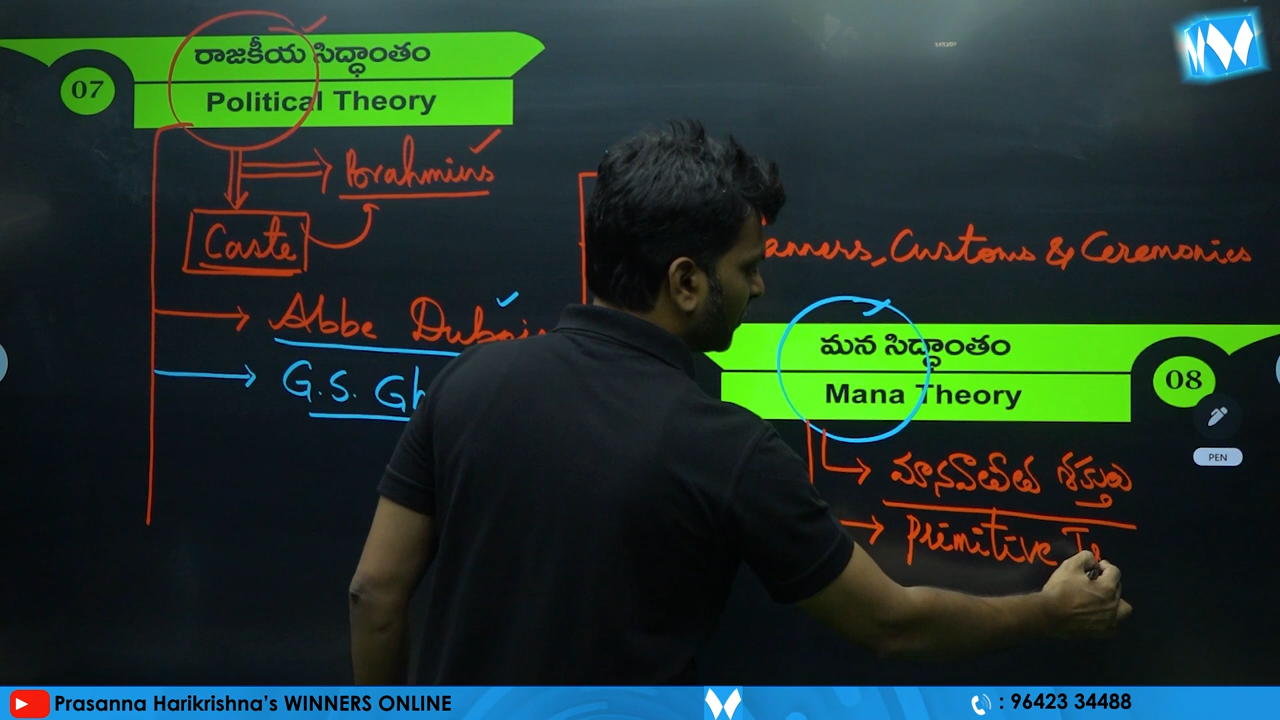 రాజకీయ సిద్ధాంతం
07
Political Theory
Brahmins
Caste
Abbe
G.S.
Customs & Ceremonies
మన సిద్ధాంతం
Mana Theory
08
PEN
మానవాతీత శక్తులు
Primitive
Prasanna Harikrishna's WINNERS ONLINE
: 96423 34488